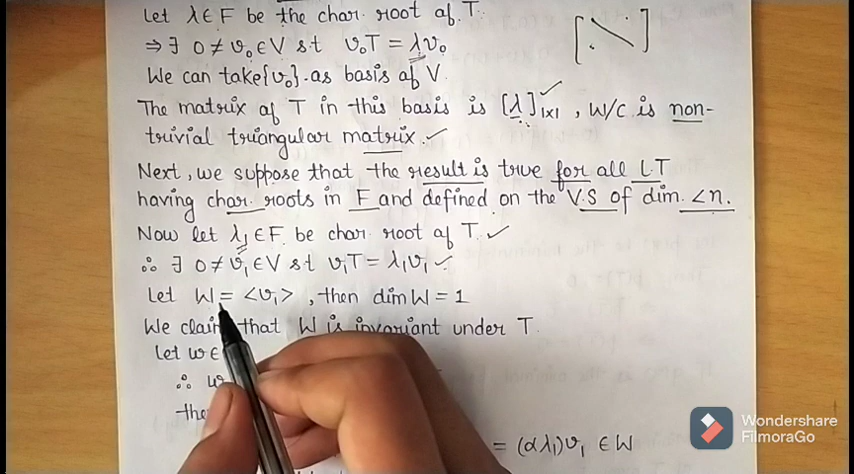 Let λ∈F be the char. root of T.
⇒ ∃ 0 ≠ v₀ ∈ V s.t v₀T = λv₀
We can take {v₀} as basis of V.
The matrix of T in this basis is [λ]₁ₓ₁, w/c is non-
trivial triangular matrix.
Next, we suppose that the result is true for all L.T
having char. roots in F and defined on the V.S of dim. <n.
Now let λ₁ ∈ F be char root of T.
∴ ∃ 0 ≠ v₁ ∈ V s.t v₁T = λ₁v₁
Let W = <v₁>, then dim W = 1
We claim that W is invariant under T.
Let w ∈
∴ w
= (αλ₁)v₁ ∈ W
Wondershare
FilmoraGo